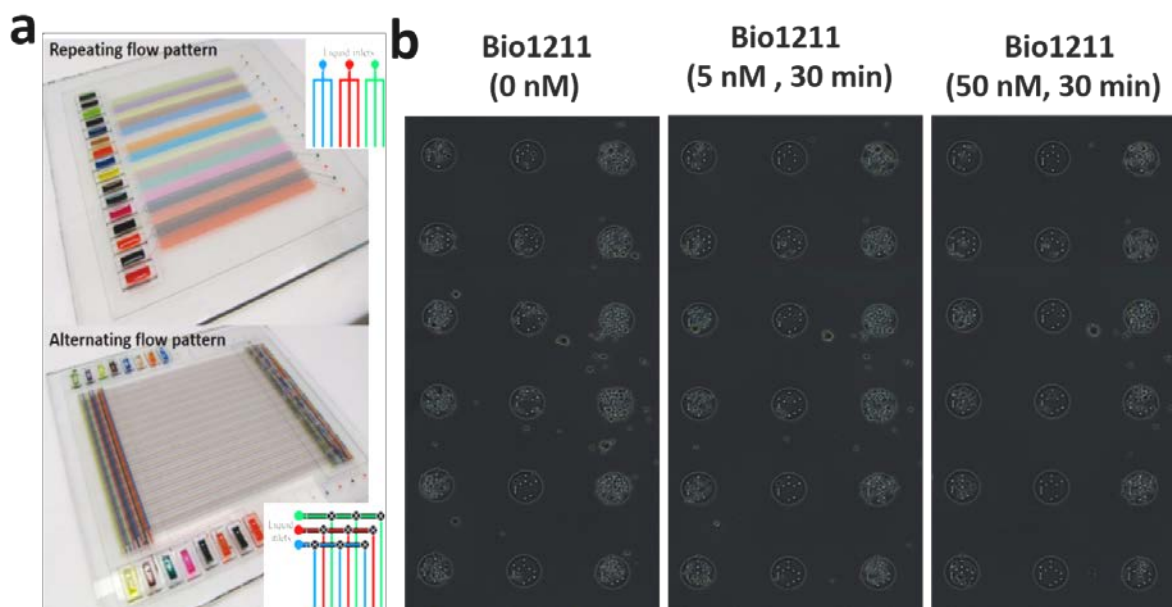 a
Repeating flow pattern
Liquid inlets
Alternating flow pattern
Liquid
inlets
b
Bio1211
(0 nM)
Bio1211
(5 nM , 30 min)
Bio1211
(50 nM, 30 min)